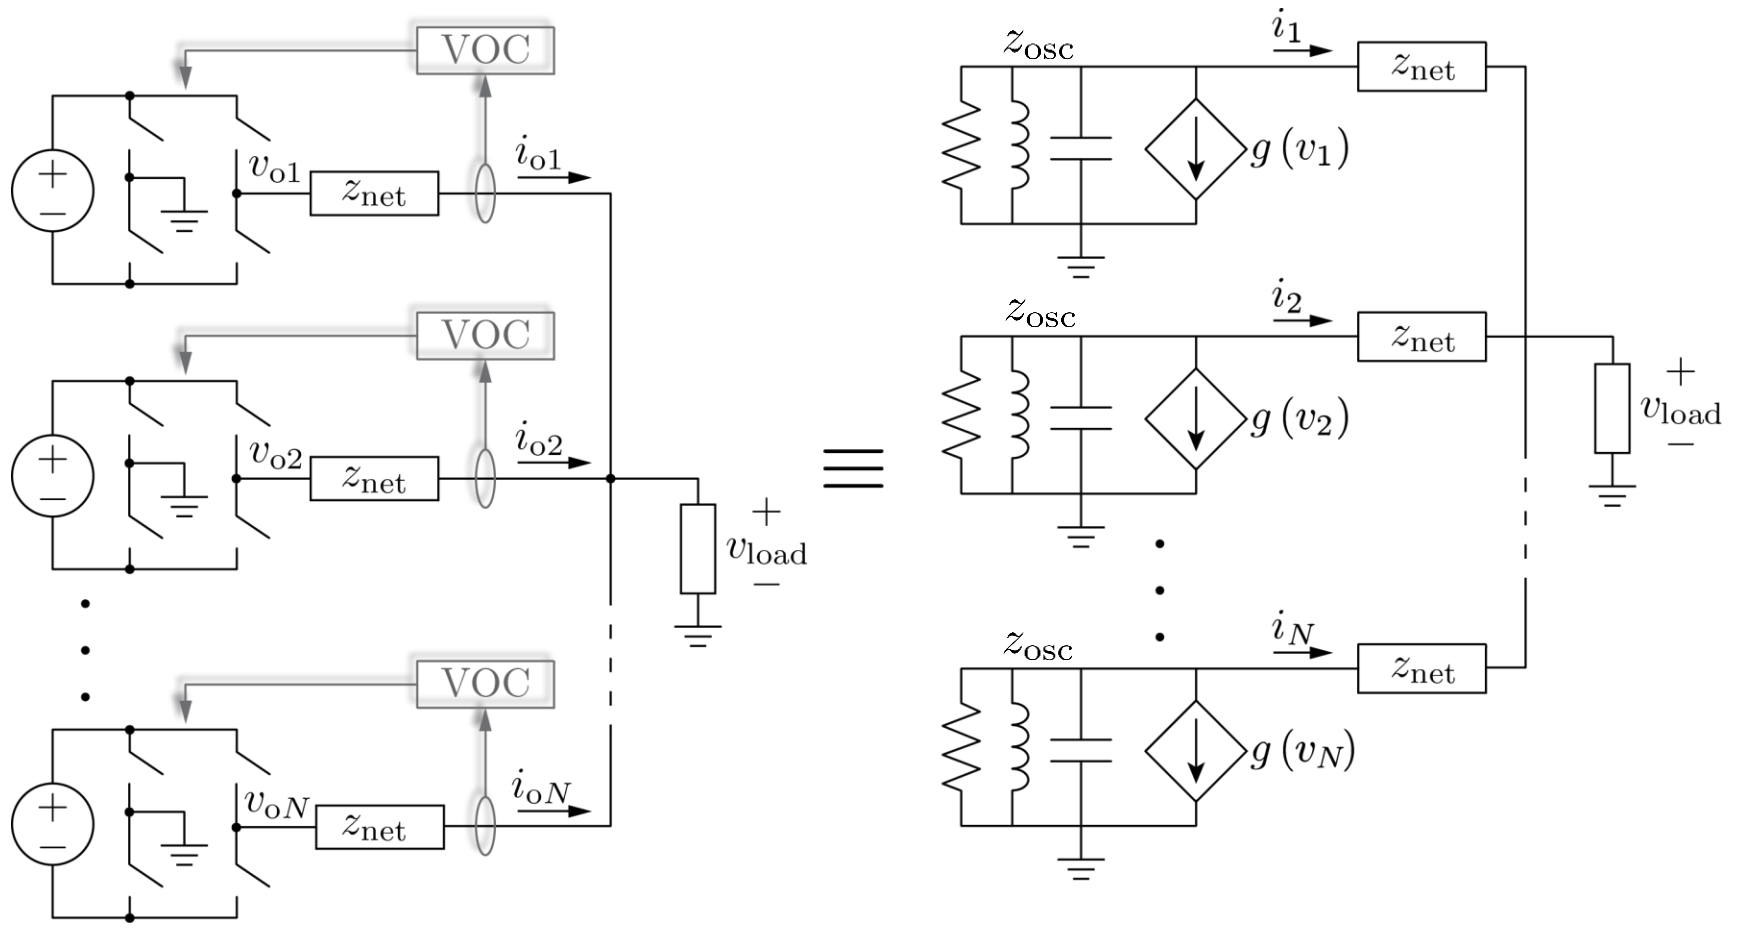 VOC
+
−
v_o1
z_net
i_o1
VOC
+
−
v_o2
z_net
i_o2
+
v_load
−
VOC
+
−
v_oN
z_net
i_oN
≡
z_osc
i_1
z_net
g (v_1)
z_osc
i_2
z_net
g (v_2)
+
v_load
−
z_osc
i_N
z_net
g (v_N)